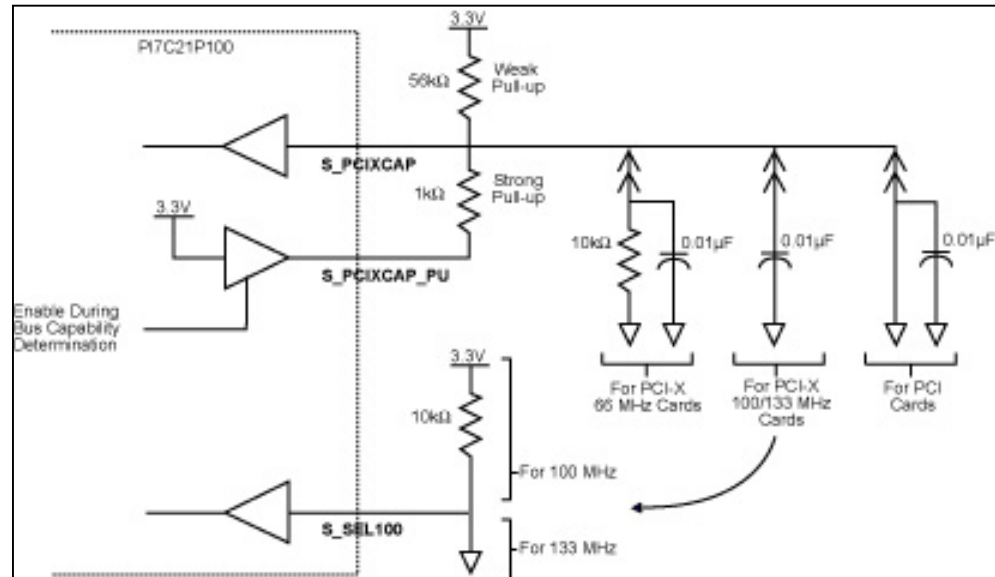 3.3V
PI7C21P100
56kΩ
Weak
Pull-up
S_PCIXCAP
1kΩ
Strong
Pull-up
3.3V
S_PCIXCAP_PU
10kΩ
0.01µF
0.01µF
0.01µF
Enable During
Bus Capability
Determination
3.3V
For PCI-X
66 MHz Cards
For PCI-X
100/133 MHz
Cards
For PCI
Cards
10kΩ
For 100 MHz
S_SEL100
For 133 MHz